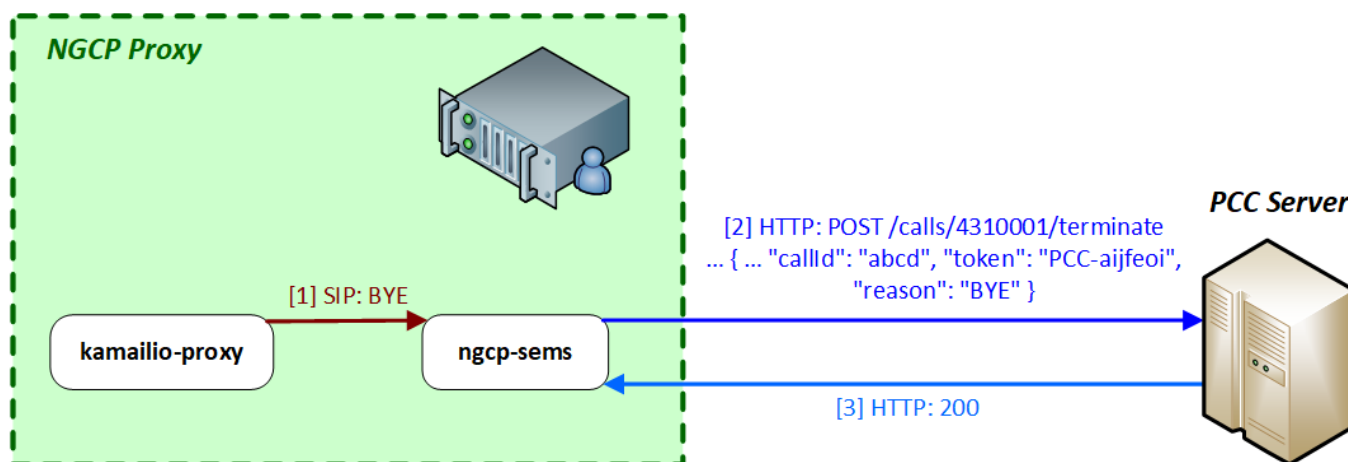 NGCP Proxy
PCC Server
[2] HTTP: POST /calls/4310001/terminate
... { ... "callId": "abcd", "token": "PCC-aijfeoi",
"reason": "BYE" }
[1] SIP: BYE
kamailio-proxy
ngcp-sems
[3] HTTP: 200